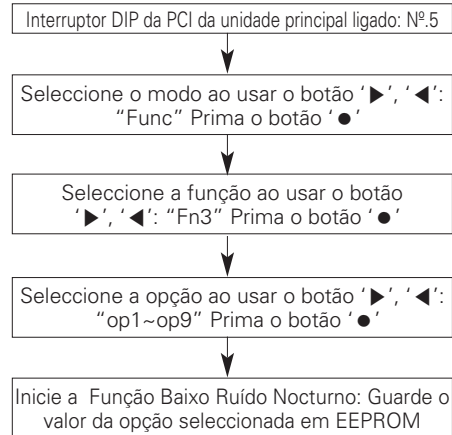 Interruptor DIP da PCI da unidade principal ligado: Nº.5
Seleccione o modo ao usar o botão ‘▶’, ‘◀’:
“Func” Prima o botão ‘●’
Seleccione a função ao usar o botão
‘▶’, ‘◀’: “Fn3” Prima o botão ‘●’
Seleccione a opção ao usar o botão ‘▶’, ‘◀’:
“op1~op9” Prima o botão ‘●’
Inicie a Função Baixo Ruído Nocturno: Guarde o
valor da opção seleccionada em EEPROM